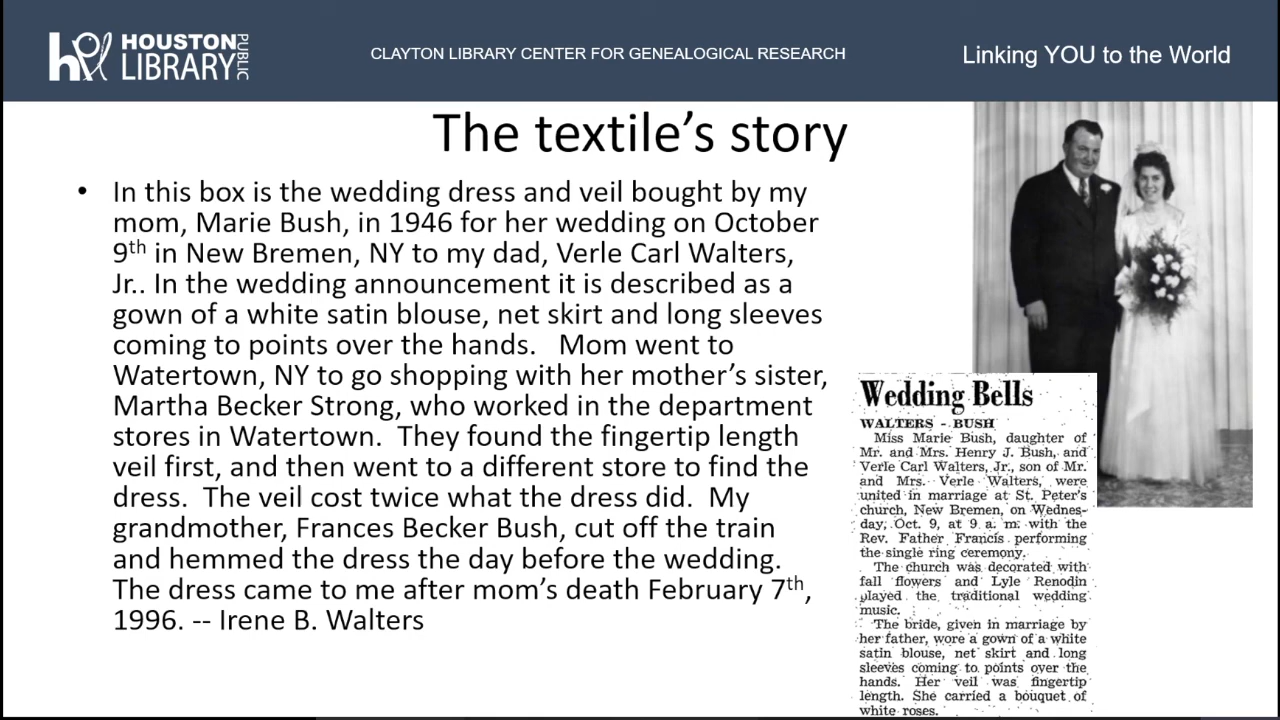 HOUSTON
LIBRARY
PUBLIC
CLAYTON LIBRARY CENTER FOR GENEALOGICAL RESEARCH
Linking YOU to the World
The textile's story
• In this box is the wedding dress and veil bought by my
mom, Marie Bush, in 1946 for her wedding on October
9th in New Bremen, NY to my dad, Verle Carl Walters,
Jr.. In the wedding announcement it is described as a
gown of a white satin blouse, net skirt and long sleeves
coming to points over the hands. Mom went to
Watertown, NY to go shopping with her mother's sister,
Martha Becker Strong, who worked in the department
stores in Watertown. They found the fingertip length
veil first, and then went to a different store to find the
dress. The veil cost twice what the dress did. My
grandmother, Frances Becker Bush, cut off the train
and hemmed the dress the day before the wedding.
The dress came to me after mom's death February 7th,
1996. -- Irene B. Walters
Wedding Bells
WALTERS - BUSH
Miss Marie Bush, daughter of
Mr. and Mrs. Henry J. Bush, and
Verle Carl Walters, Jr., son of Mr.
and Mrs. Verle Walters, were
united in marriage at St. Peter's
church, New Bremen, on Wednes-
day, Oct. 9, at 9 a. m. with the
Rev. Father Francis performing
the single ring ceremony.
The church was decorated with
fall flowers and Lyle Renodin
played the traditional wedding
music.
The bride, given in marriage by
her father, wore a gown of a white
satin blouse, net skirt and long
sleeves coming to points over the
hands. Her veil was fingertip
length. She carried a bouquet of
white roses.